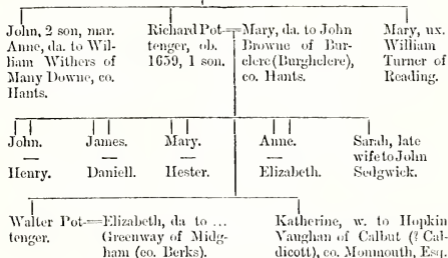 John, 2 son, mar.
Anne, da. to Wil-
liam Withers of
Many Downe, co.
Hants.
Richard Pot-
tenger, ob.
1659, 1 son.
Mary, da. to John
Browne of Bur-
clere (Burghclere),
co. Hants.
Mary, ux.
William
Turner of
Reading.
John.
Henry.
James.
Daniell.
Mary.
Hester.
Anne.
Elizabeth.
Sarah, late
wife to John
Sedgwick.
Walter Pot-
tenger.
Elizabeth, da to ...
Greenway of Midg-
ham (co. Berks).
Katherine, w. to Hopkin
Vaughan of Calbut (? Cal-
dicott), co. Monmouth, Esq.